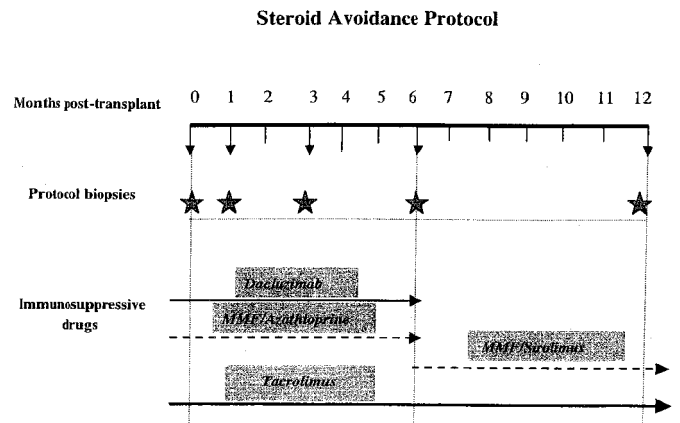 Steroid Avoidance Protocol
Months post-transplant 0 1 2 3 4 5 6 7 8 9 10 11 12
Protocol biopsies
Daclizimab
Immunosuppressive
drugs
MMF/Azathioprine
MMF/Sirolimus
Tacrolimus